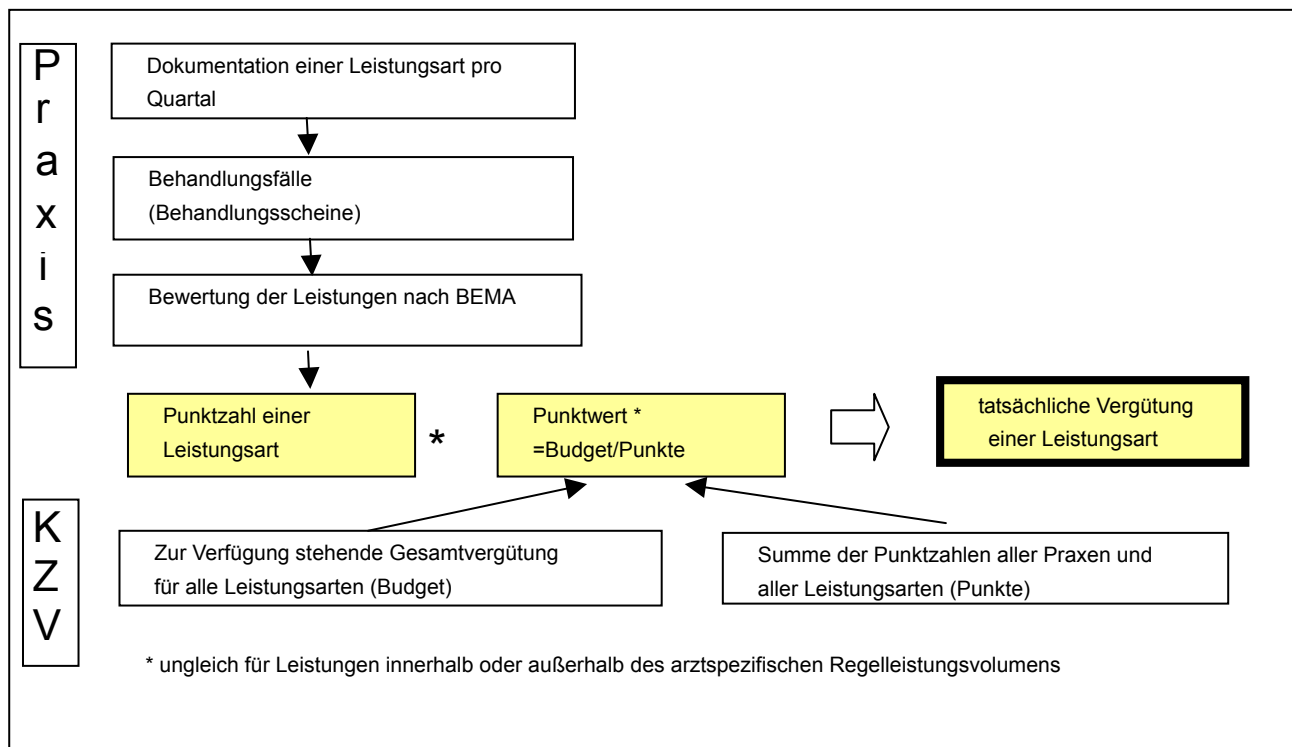 Praxis
Dokumentation einer Leistungsart pro
Quartal
Behandlungsfälle
(Behandlungsscheine)
Bewertung der Leistungen nach BEMA
Punktzahl einer
Leistungsart
*
Punktwert *
=Budget/Punkte
tatsächliche Vergütung
einer Leistungsart
KZV
Zur Verfügung stehende Gesamtvergütung
für alle Leistungsarten (Budget)
Summe der Punktzahlen aller Praxen und
aller Leistungsarten (Punkte)
* ungleich für Leistungen innerhalb oder außerhalb des arztspezifischen Regelleistungsvolumens